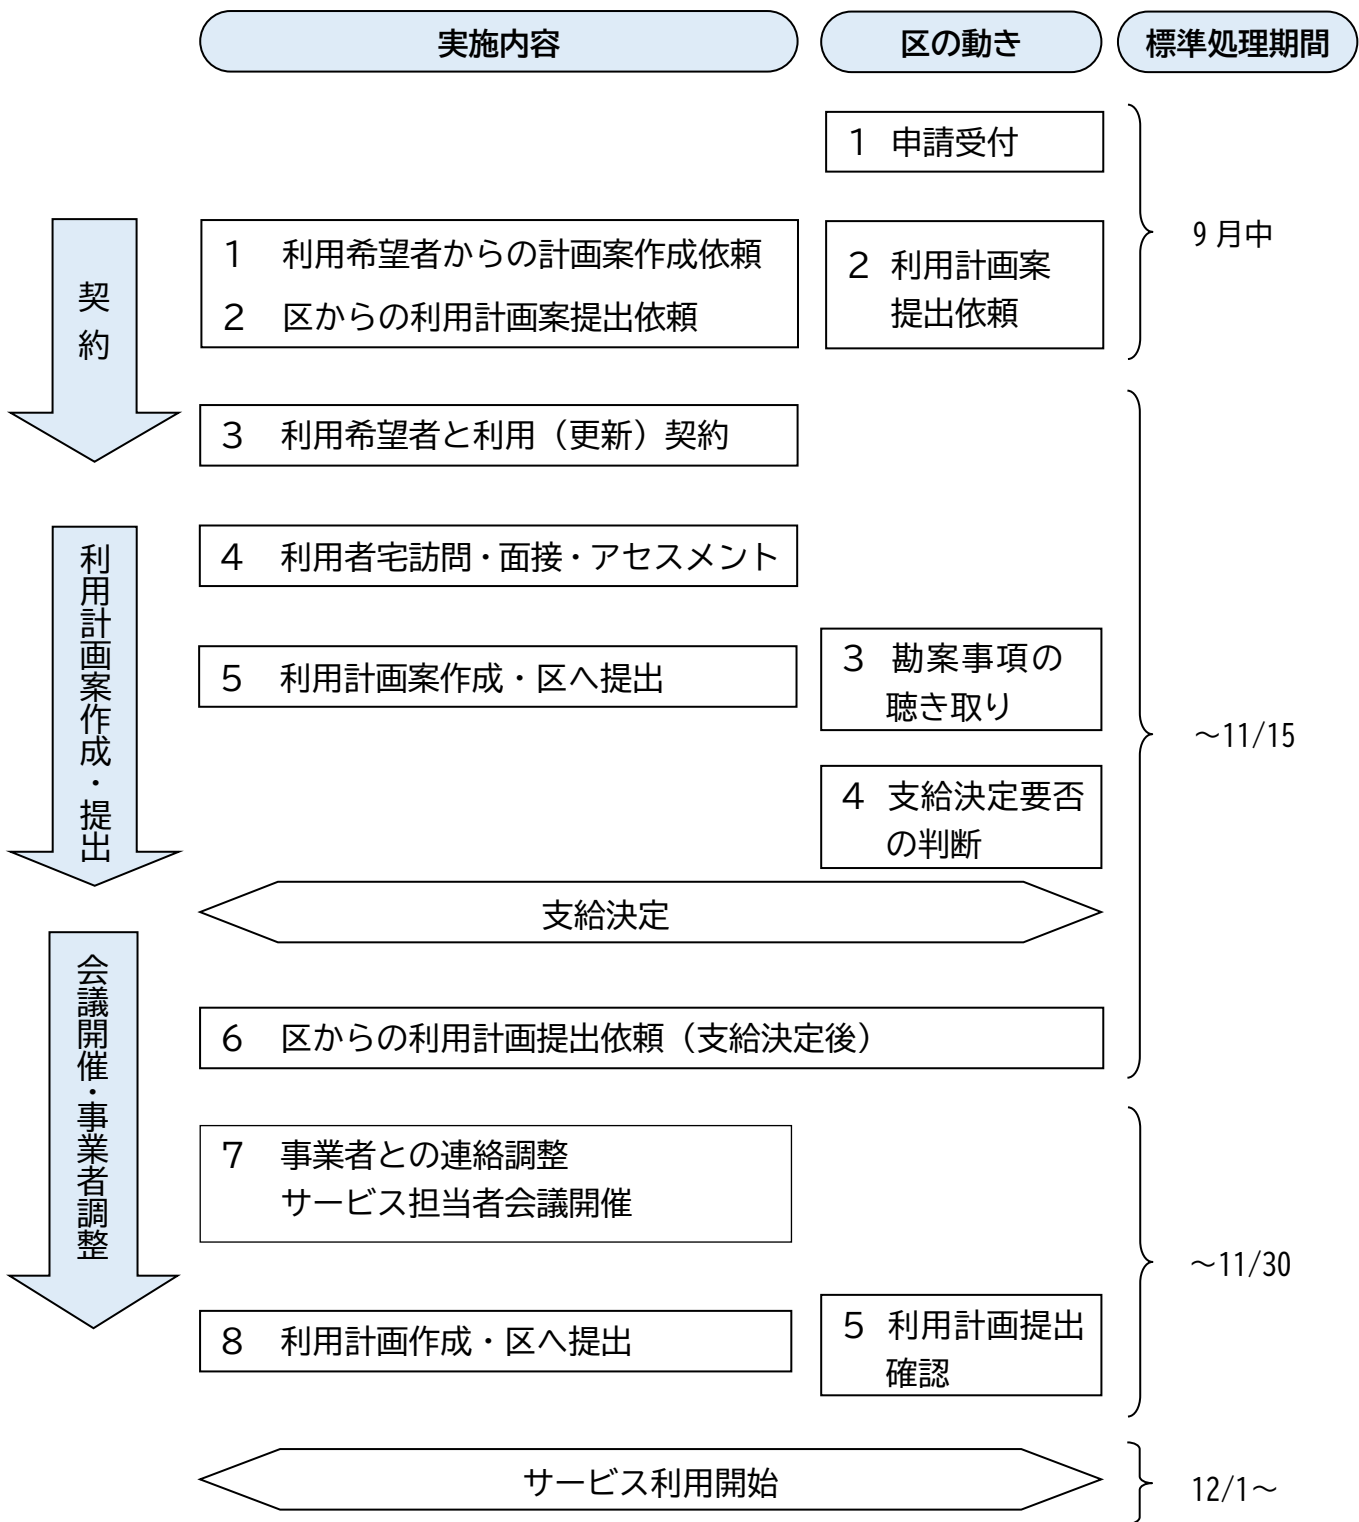 実施内容
区の動き
標準処理期間
1 申請受付
9月中
契約
1 利用希望者からの計画案作成依頼
2 区からの利用計画案提出依頼
2 利用計画案
提出依頼
3 利用希望者と利用（更新）契約
利用計画案作成・提出
4 利用者宅訪問・面接・アセスメント
5 利用計画案作成・区へ提出
3 勘案事項の
聴き取り
～11/15
4 支給決定要否
の判断
支給決定
会議開催・事業者調整
6 区からの利用計画提出依頼（支給決定後）
7 事業者との連絡調整
サービス担当者会議開催
～11/30
8 利用計画作成・区へ提出
5 利用計画提出
確認
サービス利用開始
12/1～